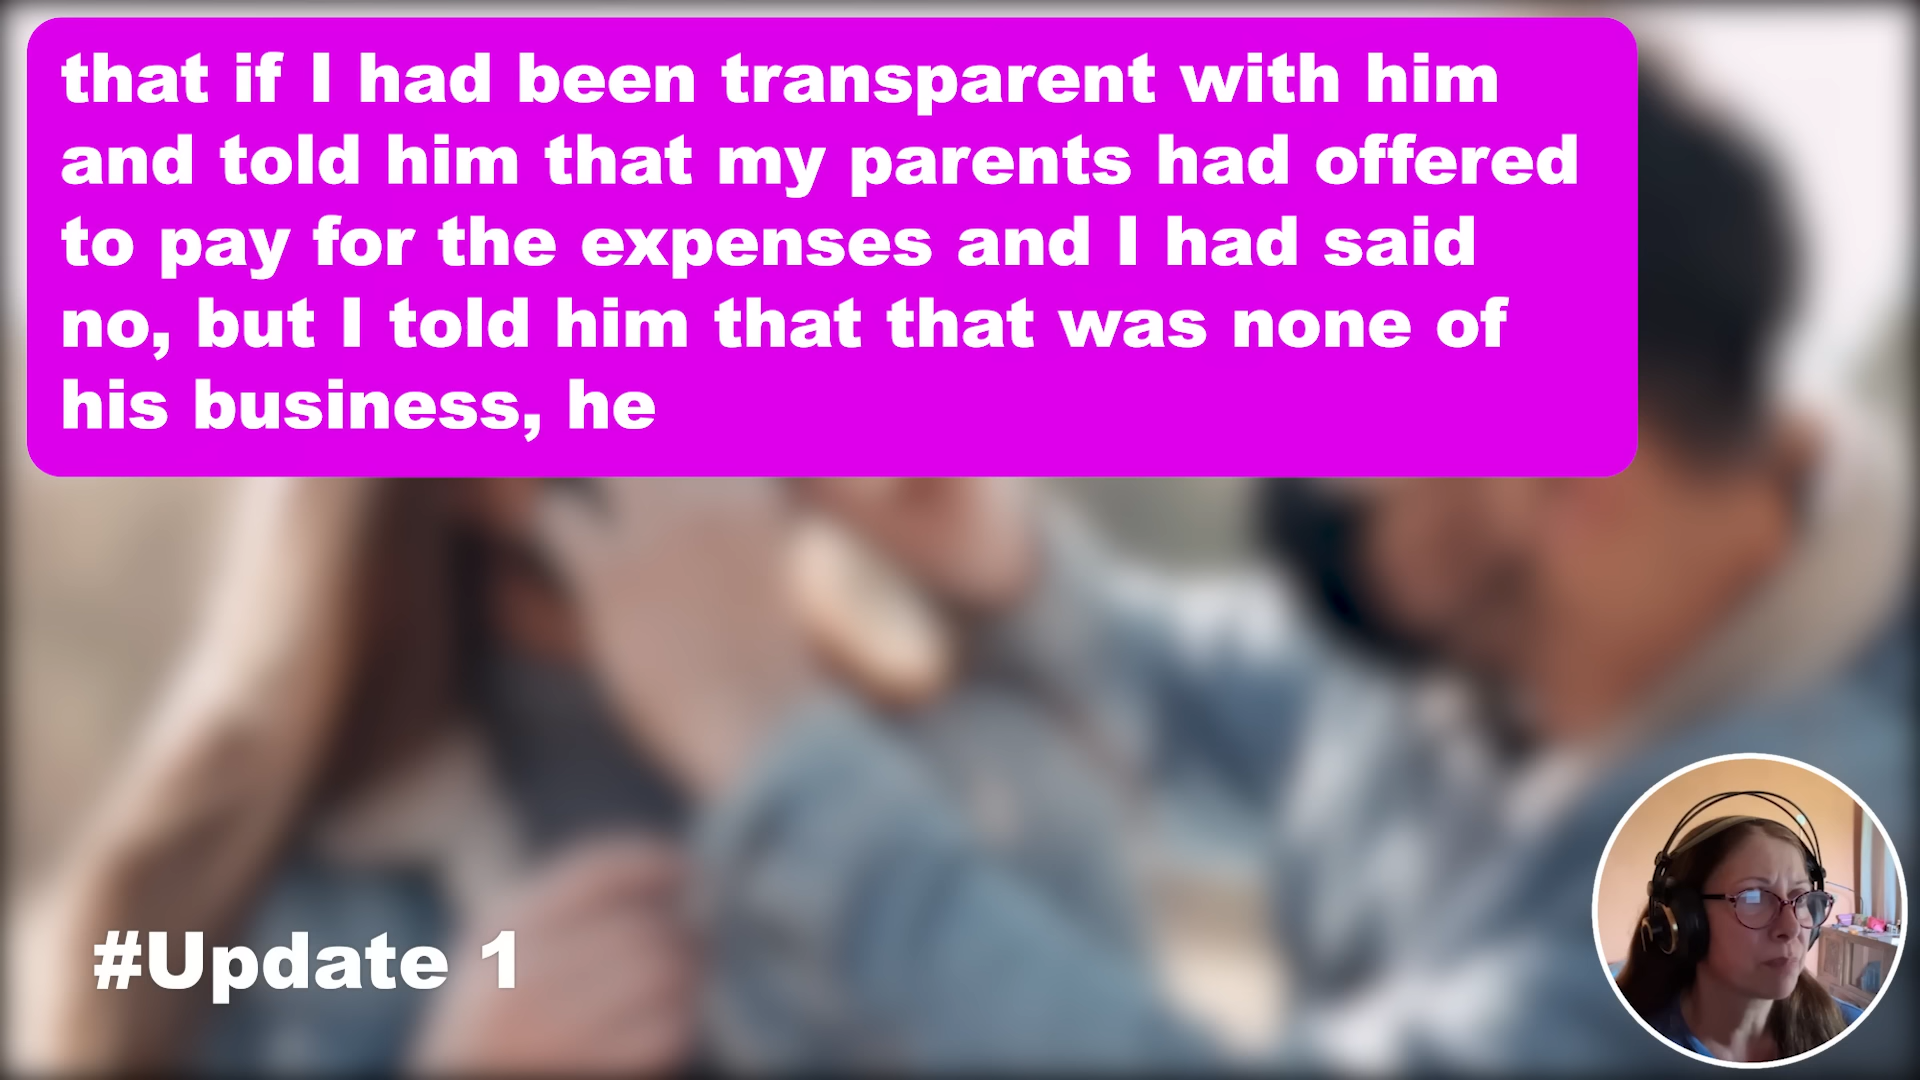 that if I had been transparent with him
and told him that my parents had offered
to pay for the expenses and I had said
no, but I told him that that was none of
his business, he
#Update 1